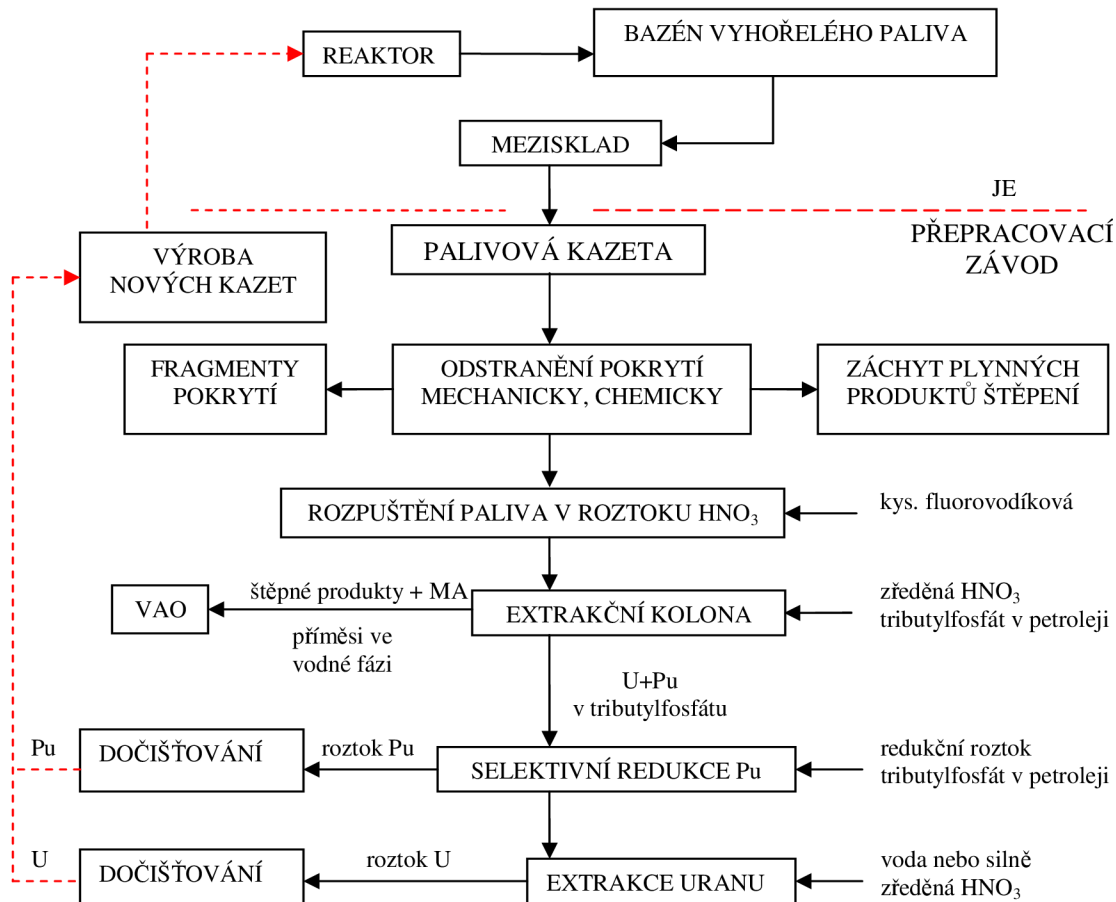 BAZÉN VYHOŘELÉHO PALIVA
REAKTOR
MEZISKLAD
JE
PŘEPRACOVACÍ
ZÁVOD
PALIVOVÁ KAZETA
VÝROBA
NOVÝCH KAZET
FRAGMENTY
POKRYTÍ
ODSTRANĚNÍ POKRYTÍ
MECHANICKY, CHEMICKY
ZÁCHYT PLYNNÝCH
PRODUKTŮ ŠTĚPENÍ
ROZPUŠTĚNÍ PALIVA V ROZTOKU HNO₃
kys. fluorovodíková
VAO
štěpné produkty + MA
příměsi ve
vodné fázi
EXTRAKČNÍ KOLONA
zředěná HNO₃
tributylfosfát v petroleji
U+Pu
v tributylfosfátu
Pu
DOČIŠŤOVÁNÍ
roztok Pu
SELEKTIVNÍ REDUKCE Pu
redukční roztok
tributylfosfát v petroleji
U
DOČIŠŤOVÁNÍ
roztok U
EXTRAKCE URANU
voda nebo silně
zředěná HNO₃